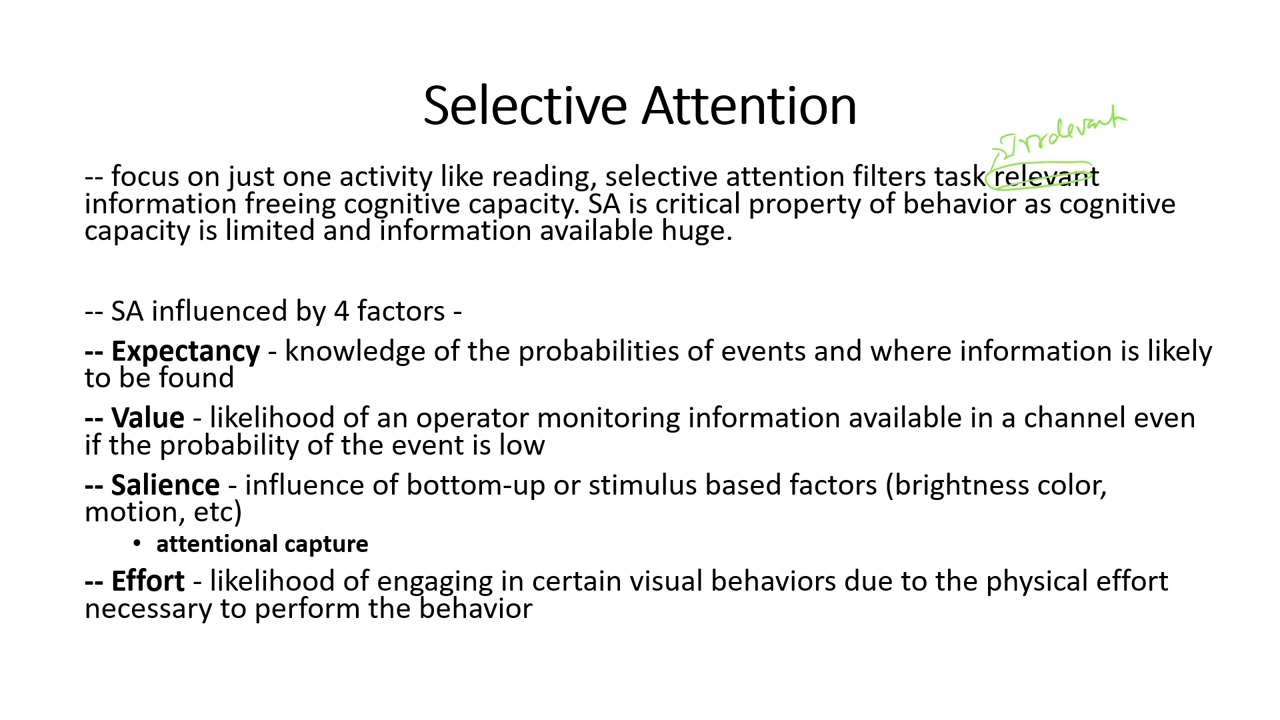 Selective Attention
Irrelevant
-- focus on just one activity like reading, selective attention filters task relevant
information freeing cognitive capacity. SA is critical property of behavior as cognitive
capacity is limited and information available huge.
-- SA influenced by 4 factors -
-- Expectancy - knowledge of the probabilities of events and where information is likely
to be found
-- Value - likelihood of an operator monitoring information available in a channel even
if the probability of the event is low
-- Salience - influence of bottom-up or stimulus based factors (brightness color,
motion, etc)
• attentional capture
-- Effort - likelihood of engaging in certain visual behaviors due to the physical effort
necessary to perform the behavior